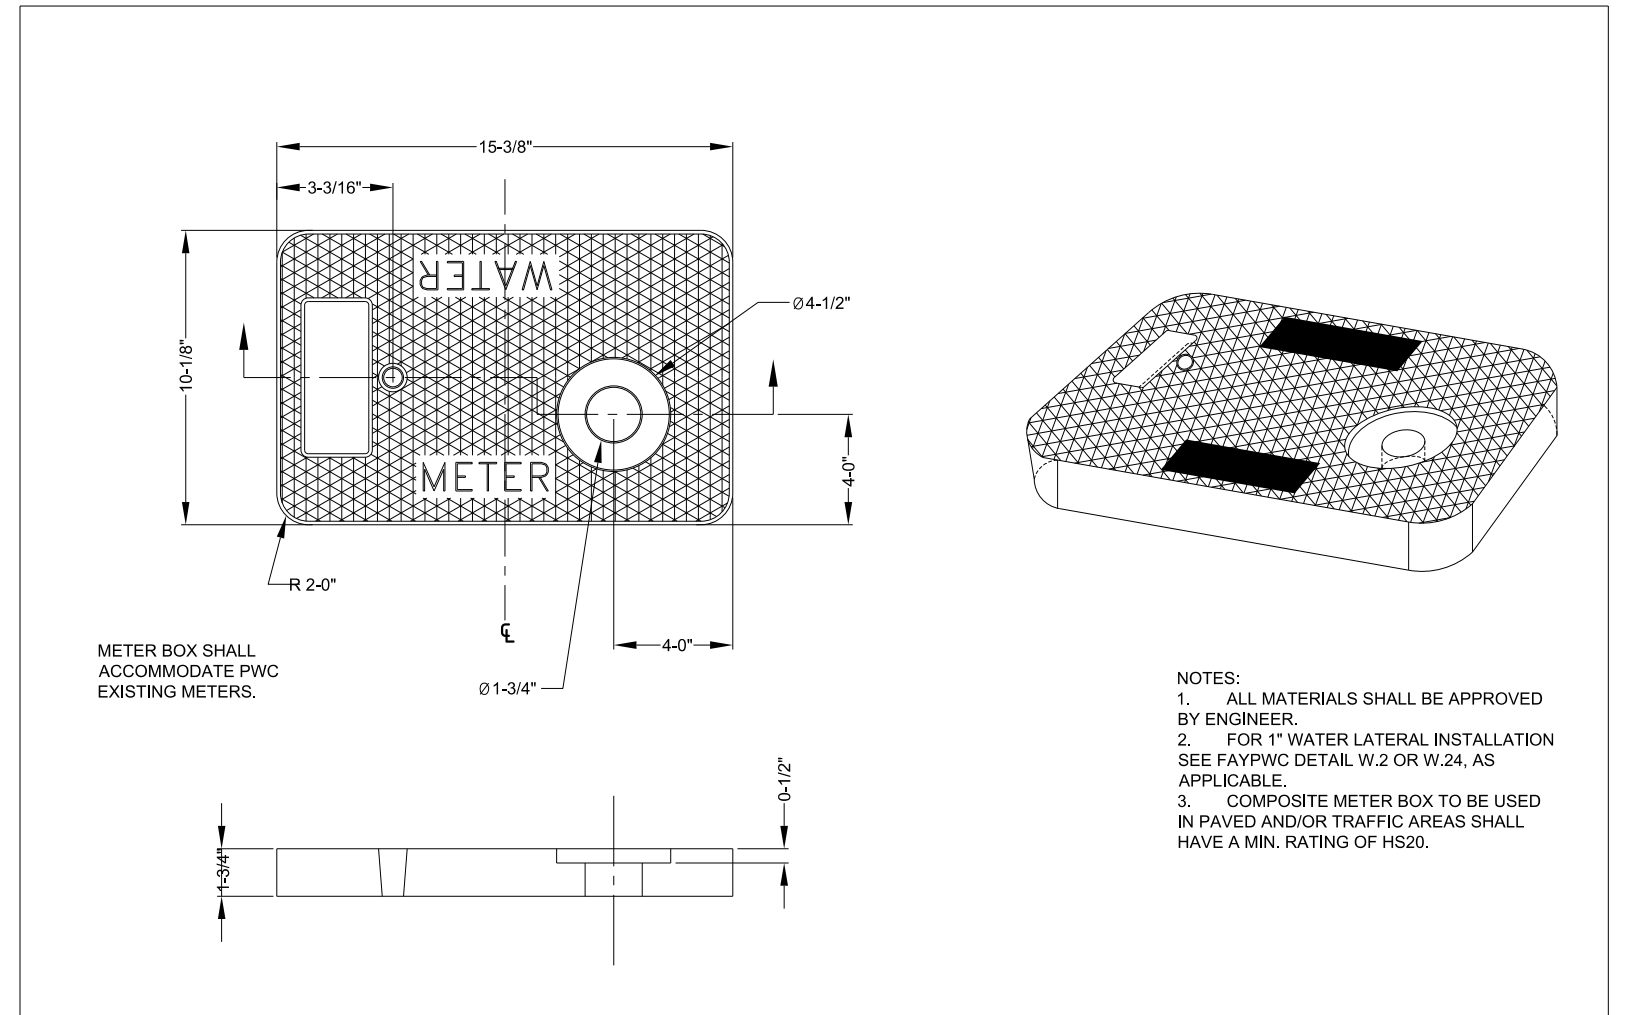 15-3/8"
3-3/16"
WATER
Ø4-1/2"
10-1/8"
4-0"
METER
R 2-0"
℄
4-0"
METER BOX SHALL
ACCOMMODATE PWC
EXISTING METERS.
Ø1-3/4"
NOTES:
1. ALL MATERIALS SHALL BE APPROVED
BY ENGINEER.
2. FOR 1" WATER LATERAL INSTALLATION
SEE FAYPWC DETAIL W.2 OR W.24, AS
APPLICABLE.
3. COMPOSITE METER BOX TO BE USED
IN PAVED AND/OR TRAFFIC AREAS SHALL
HAVE A MIN. RATING OF HS20.
0-1/2"
1-3/4"